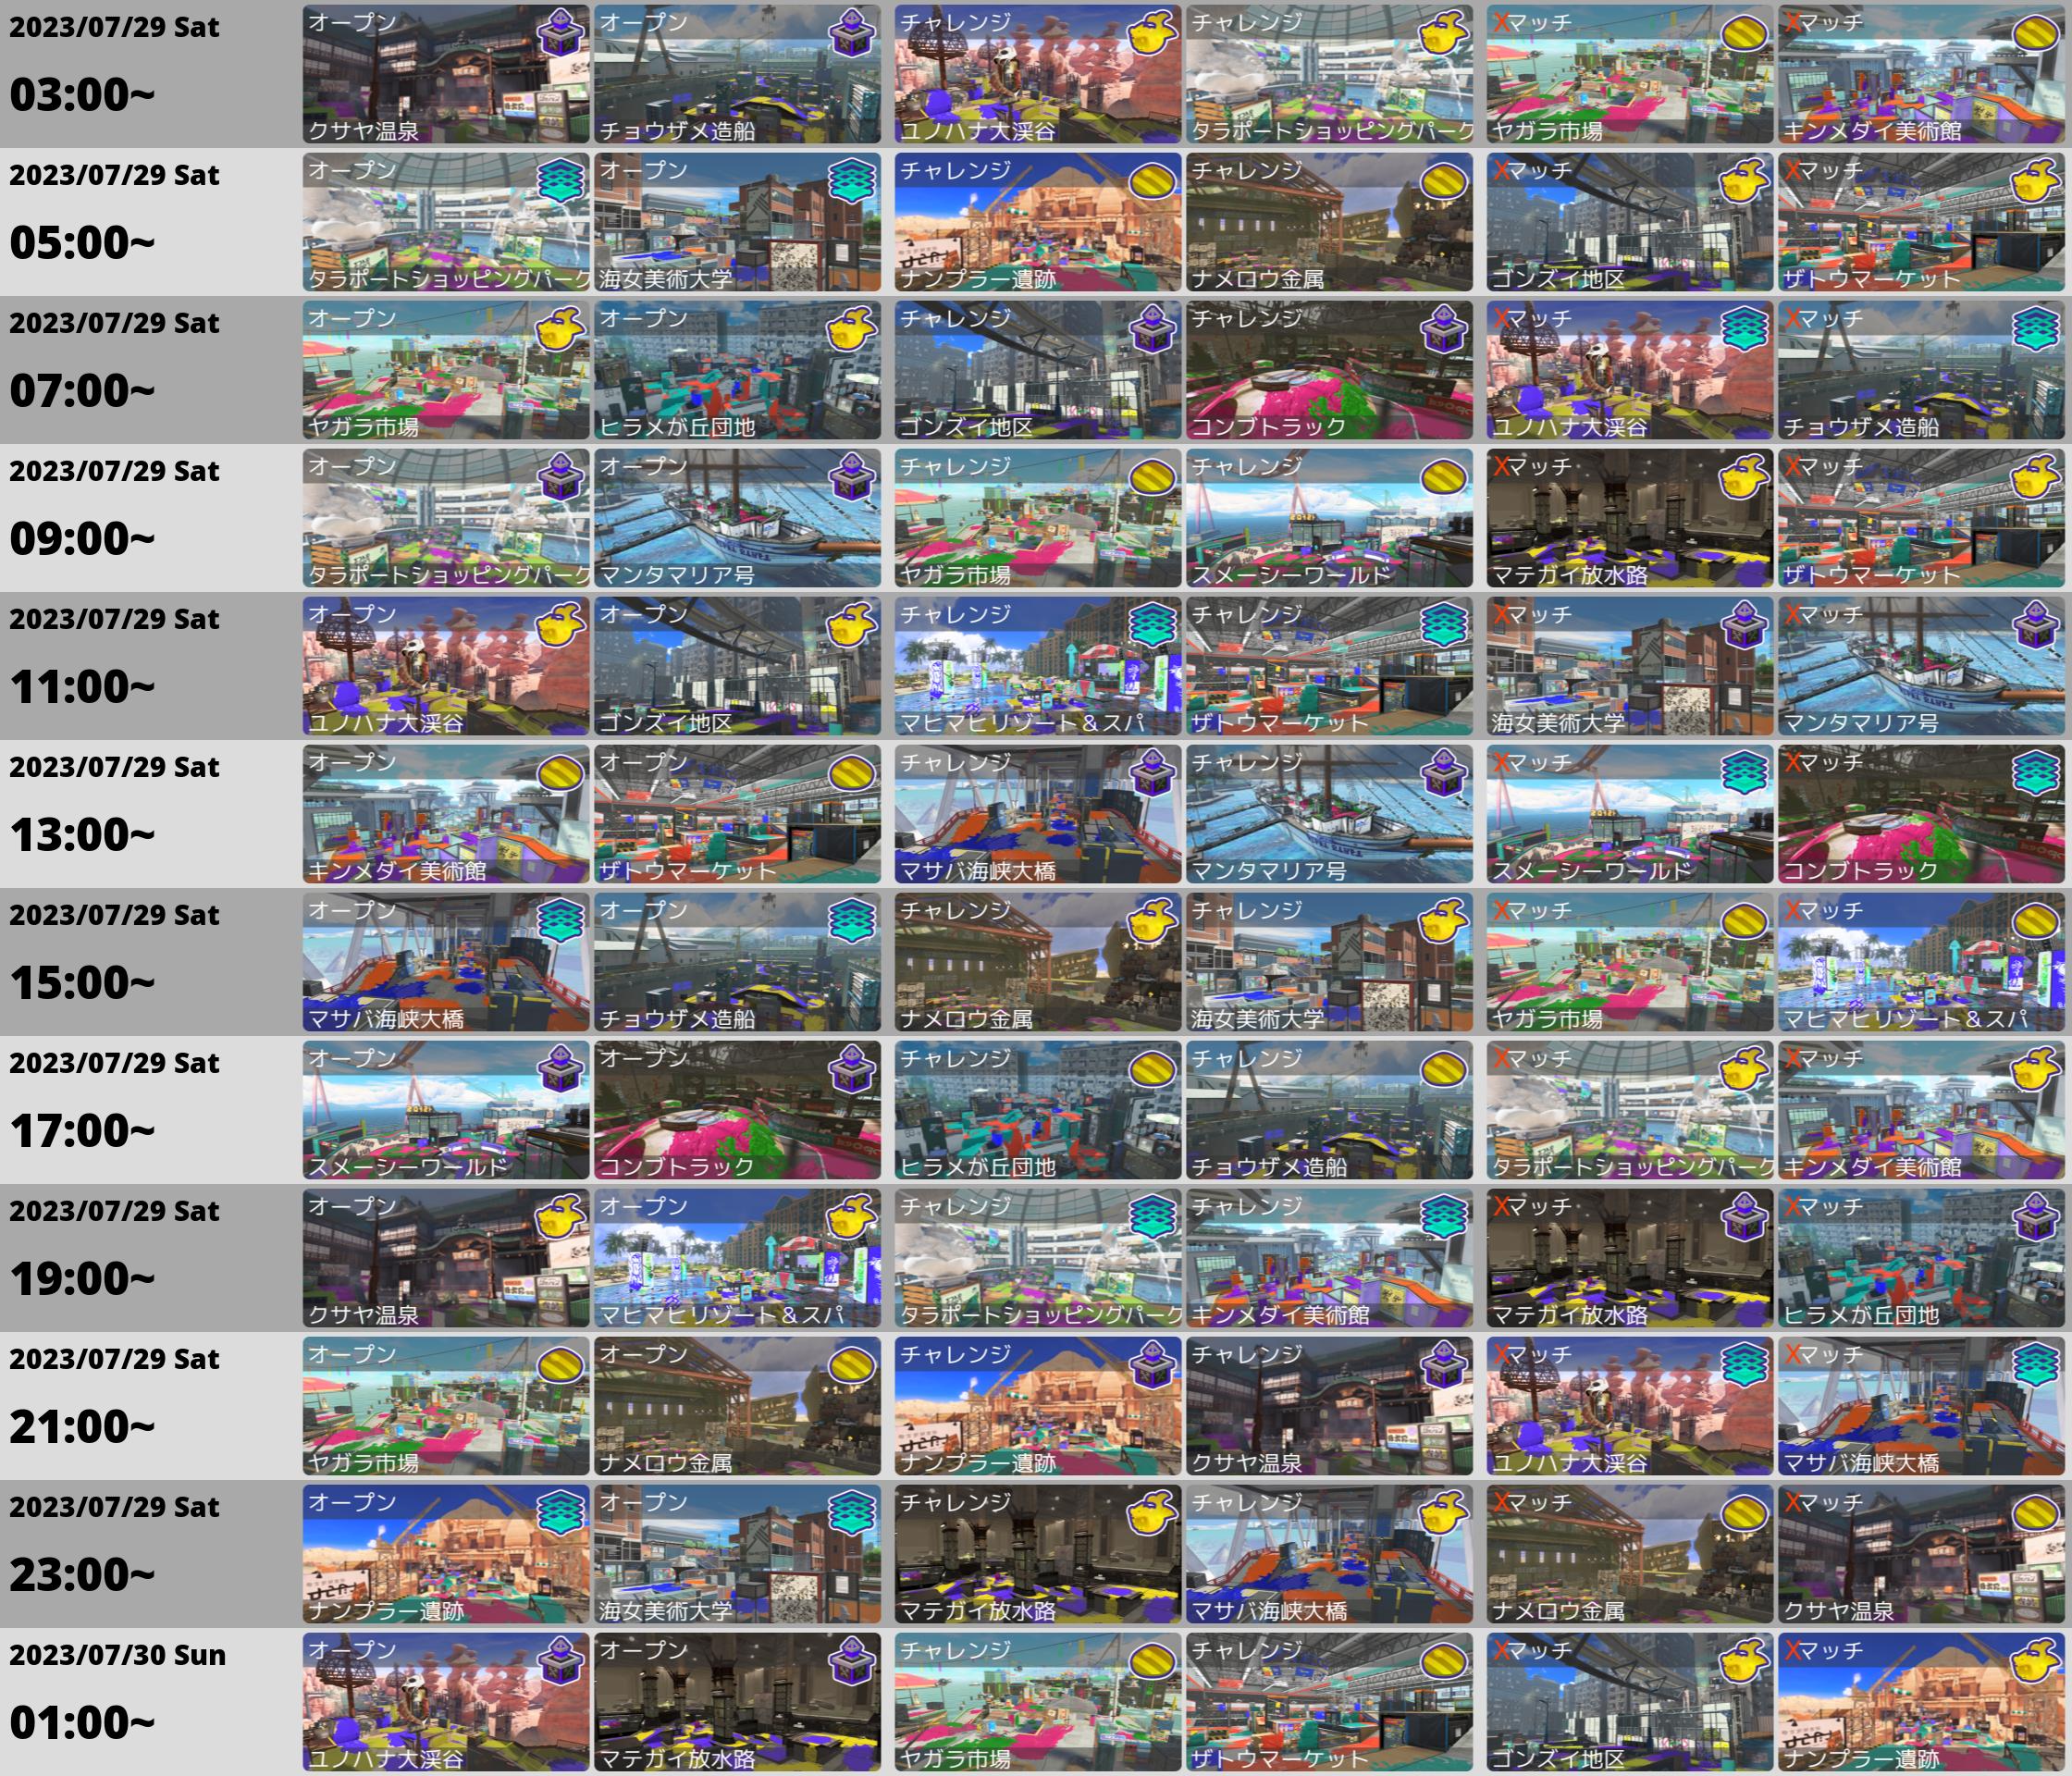 2023/07/29 Sat
03:00~
オープン オープン チャレンジ チャレンジ Xマッチ Xマッチ
クサヤ温泉 チョウザメ造船 ユノハナ大渓谷 タラポートショッピングパーク ヤガラ市場 キンメダイ美術館
2023/07/29 Sat
05:00~
オープン オープン チャレンジ チャレンジ Xマッチ Xマッチ
タラポートショッピングパーク 海女美術大学 ナンプラー遺跡 ナメロウ金属 ゴンズイ地区 ザトウマーケット
2023/07/29 Sat
07:00~
オープン オープン チャレンジ チャレンジ Xマッチ Xマッチ
ヤガラ市場 ヒラメが丘団地 ゴンズイ地区 コンブトラック ユノハナ大渓谷 チョウザメ造船
2023/07/29 Sat
09:00~
オープン オープン チャレンジ チャレンジ Xマッチ Xマッチ
タラポートショッピングパーク マンタマリア号 ヤガラ市場 スメーシーワールド マテガイ放水路 ザトウマーケット
2023/07/29 Sat
11:00~
オープン オープン チャレンジ チャレンジ Xマッチ Xマッチ
ユノハナ大渓谷 ゴンズイ地区 マヒマヒリゾート＆スパ ザトウマーケット 海女美術大学 マンタマリア号
2023/07/29 Sat
13:00~
オープン オープン チャレンジ チャレンジ Xマッチ Xマッチ
キンメダイ美術館 ザトウマーケット マサバ海峡大橋 マンタマリア号 スメーシーワールド コンブトラック
2023/07/29 Sat
15:00~
オープン オープン チャレンジ チャレンジ Xマッチ Xマッチ
マサバ海峡大橋 チョウザメ造船 ナメロウ金属 海女美術大学 ヤガラ市場 マヒマヒリゾート＆スパ
2023/07/29 Sat
17:00~
オープン オープン チャレンジ チャレンジ Xマッチ Xマッチ
スメーシーワールド コンブトラック ヒラメが丘団地 チョウザメ造船 タラポートショッピングパーク キンメダイ美術館
2023/07/29 Sat
19:00~
オープン オープン チャレンジ チャレンジ Xマッチ Xマッチ
クサヤ温泉 マヒマヒリゾート＆スパ タラポートショッピングパーク キンメダイ美術館 マテガイ放水路 ヒラメが丘団地
2023/07/29 Sat
21:00~
オープン オープン チャレンジ チャレンジ Xマッチ Xマッチ
ヤガラ市場 ナメロウ金属 ナンプラー遺跡 クサヤ温泉 ユノハナ大渓谷 マサバ海峡大橋
2023/07/29 Sat
23:00~
オープン オープン チャレンジ チャレンジ Xマッチ Xマッチ
ナンプラー遺跡 海女美術大学 マテガイ放水路 マサバ海峡大橋 ナメロウ金属 クサヤ温泉
2023/07/30 Sun
01:00~
オープン オープン チャレンジ チャレンジ Xマッチ Xマッチ
ユノハナ大渓谷 マテガイ放水路 ヤガラ市場 ザトウマーケット ゴンズイ地区 ナンプラー遺跡